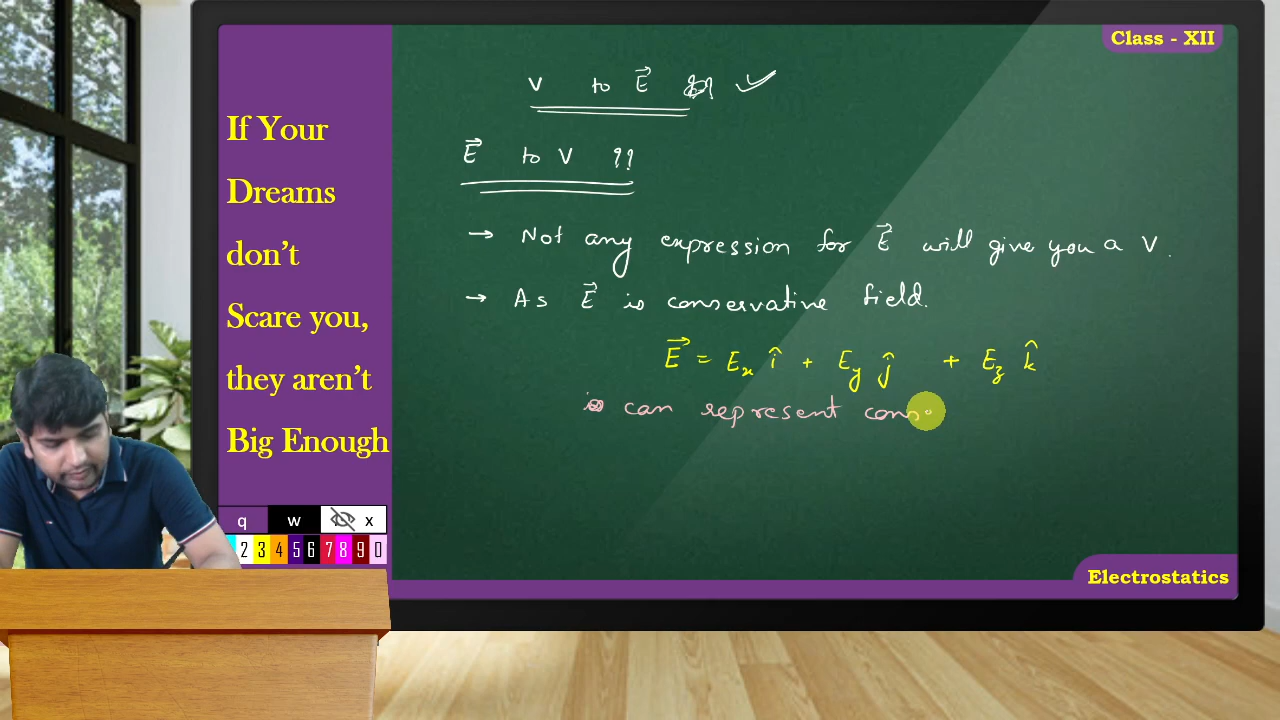 Class - XII
If Your
Dreams
don't
Scare you,
they aren't
Big Enough
V to E⃗ ✓
E⃗ to V ??
→ Not any expression for E⃗ will give you a V.
→ As E⃗ is conservative field.
E⃗ = Eₓ î + E_y ĵ + E_z k̂
can represent cons
q w x
2 3 4 5 6 7 8 9 0
Electrostatics